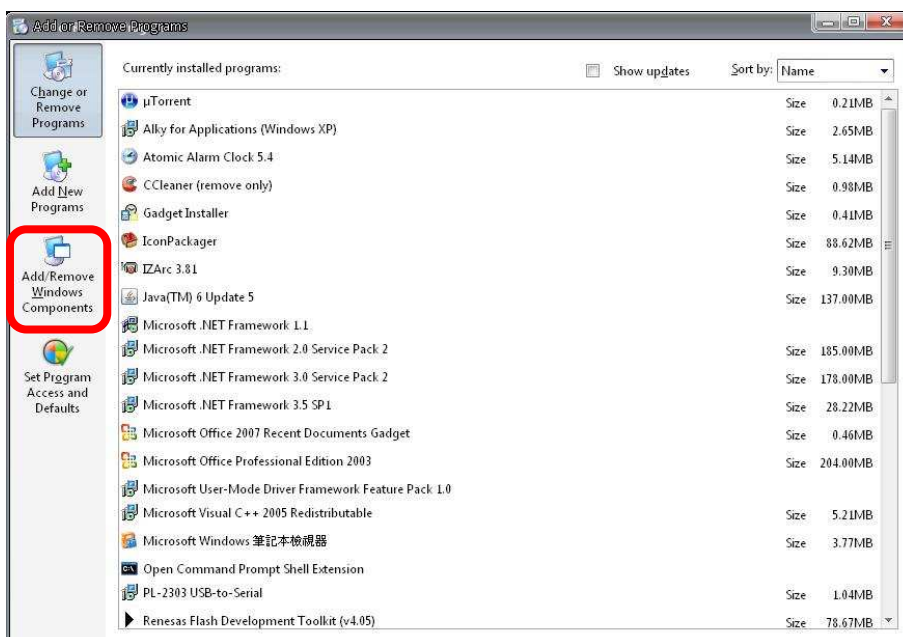 Add or Remove Programs
Change or
Remove
Programs
Add New
Programs
Add/Remove
Windows
Components
Set Program
Access and
Defaults
Currently installed programs:
Show updates
Sort by: Name
µTorrent Size 0.21MB
Alky for Applications (Windows XP) Size 2.65MB
Atomic Alarm Clock 5.4 Size 5.14MB
CCleaner (remove only) Size 0.98MB
Gadget Installer Size 0.41MB
IconPackager Size 88.62MB
IZArc 3.81 Size 9.30MB
Java(TM) 6 Update 5 Size 137.00MB
Microsoft .NET Framework 1.1
Microsoft .NET Framework 2.0 Service Pack 2 Size 185.00MB
Microsoft .NET Framework 3.0 Service Pack 2 Size 178.00MB
Microsoft .NET Framework 3.5 SP1 Size 28.22MB
Microsoft Office 2007 Recent Documents Gadget Size 0.46MB
Microsoft Office Professional Edition 2003 Size 204.00MB
Microsoft User-Mode Driver Framework Feature Pack 1.0
Microsoft Visual C++ 2005 Redistributable Size 5.21MB
Microsoft Windows 筆記本檢視器 Size 3.77MB
Open Command Prompt Shell Extension
PL-2303 USB-to-Serial Size 1.04MB
Renesas Flash Development Toolkit (v4.05) Size 78.67MB